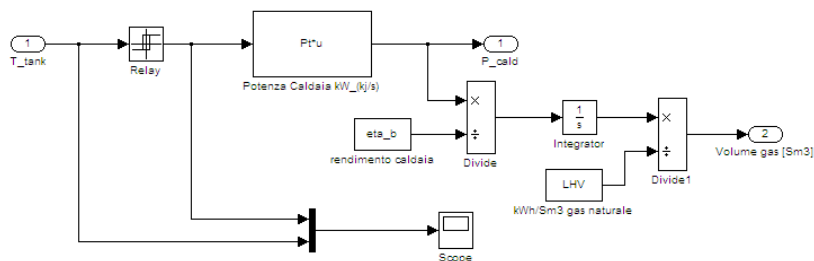 1
T_tank
Relay
Pt*u
Potenza Caldaia kW_(kj/s)
1
P_cald
×
÷
Divide
eta_b
rendimento caldaia
1
s
Integrator
×
÷
Divide1
LHV
kWh/Sm3 gas naturale
2
Volume gas [Sm3]
Scope